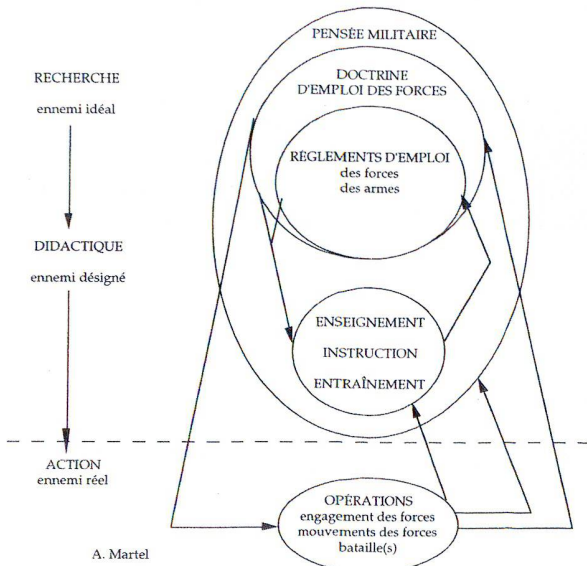 PENSÉE MILITAIRE
RECHERCHE
ennemi idéal
DOCTRINE
D'EMPLOI DES FORCES
RÈGLEMENTS D'EMPLOI
des forces
des armes
DIDACTIQUE
ennemi désigné
ENSEIGNEMENT
INSTRUCTION
ENTRAÎNEMENT
ACTION
ennemi réel
OPÉRATIONS
engagement des forces
mouvements des forces
bataille(s)
A. Martel